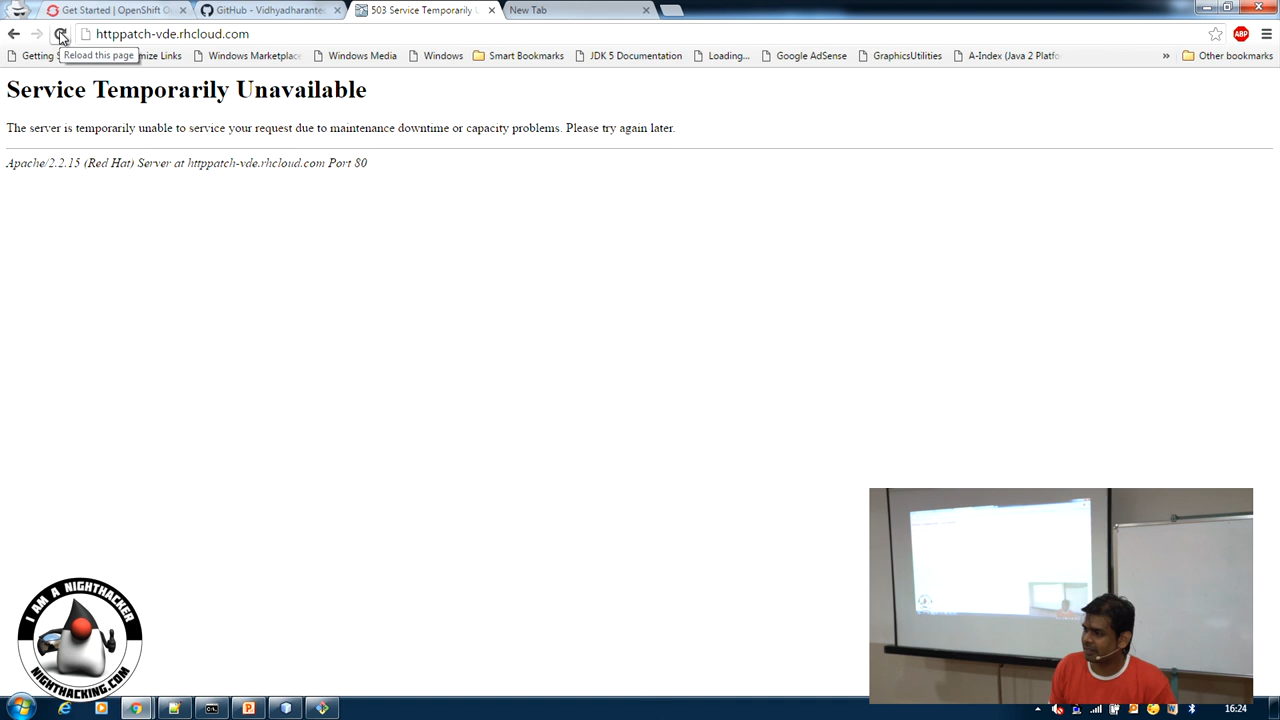 Get Started | OpenShift O
GitHub - Vidhyadharante
503 Service Temporarily U
New Tab
httppatch-vde.rhcloud.com
ABP
Getting S
Reload this page
mize Links
Windows Marketplace
Windows Media
Windows
Smart Bookmarks
JDK 5 Documentation
Loading...
Google AdSense
GraphicsUtilities
A-Index (Java 2 Platfo
»
Other bookmarks
Service Temporarily Unavailable
The server is temporarily unable to service your request due to maintenance downtime or capacity problems. Please try again later.
Apache/2.2.15 (Red Hat) Server at httppatch-vde.rhcloud.com Port 80
I AM A NIGHTHACKER
NIGHTHACKING.COM
16:24